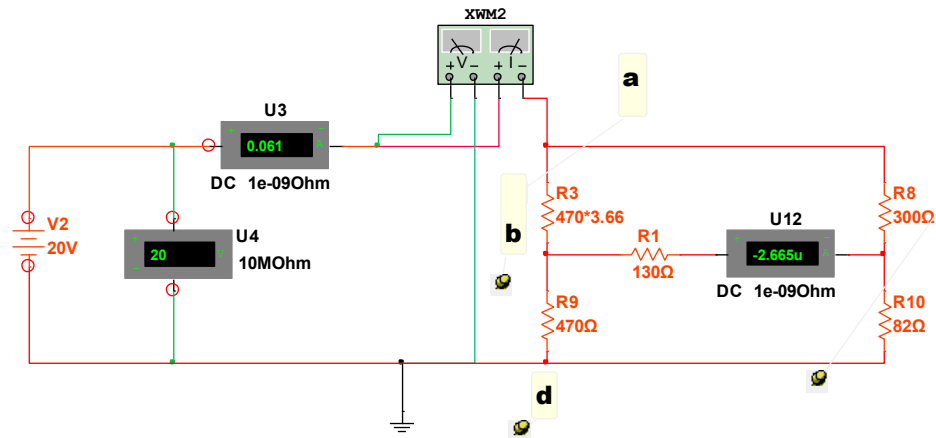 XWM2
V
I
+ − + −
a
U3
+ −
0.061
A
DC 1e-09Ohm
R3
470*3.66
R8
300Ω
b
U12
V2
20V
U4
+
20
V
−
10MOhm
R1
130Ω
+
-2.665u
DC 1e-09Ohm
R9
470Ω
R10
82Ω
d